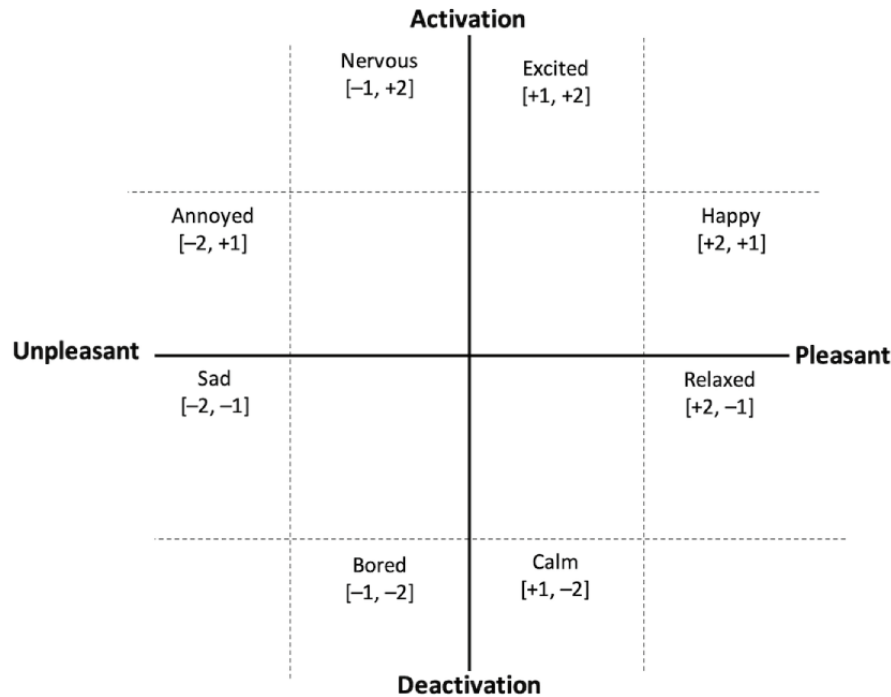 Activation
Nervous
[–1, +2]
Excited
[+1, +2]
Annoyed
[–2, +1]
Happy
[+2, +1]
Unpleasant
Pleasant
Sad
[–2, –1]
Relaxed
[+2, –1]
Bored
[–1, –2]
Calm
[+1, –2]
Deactivation